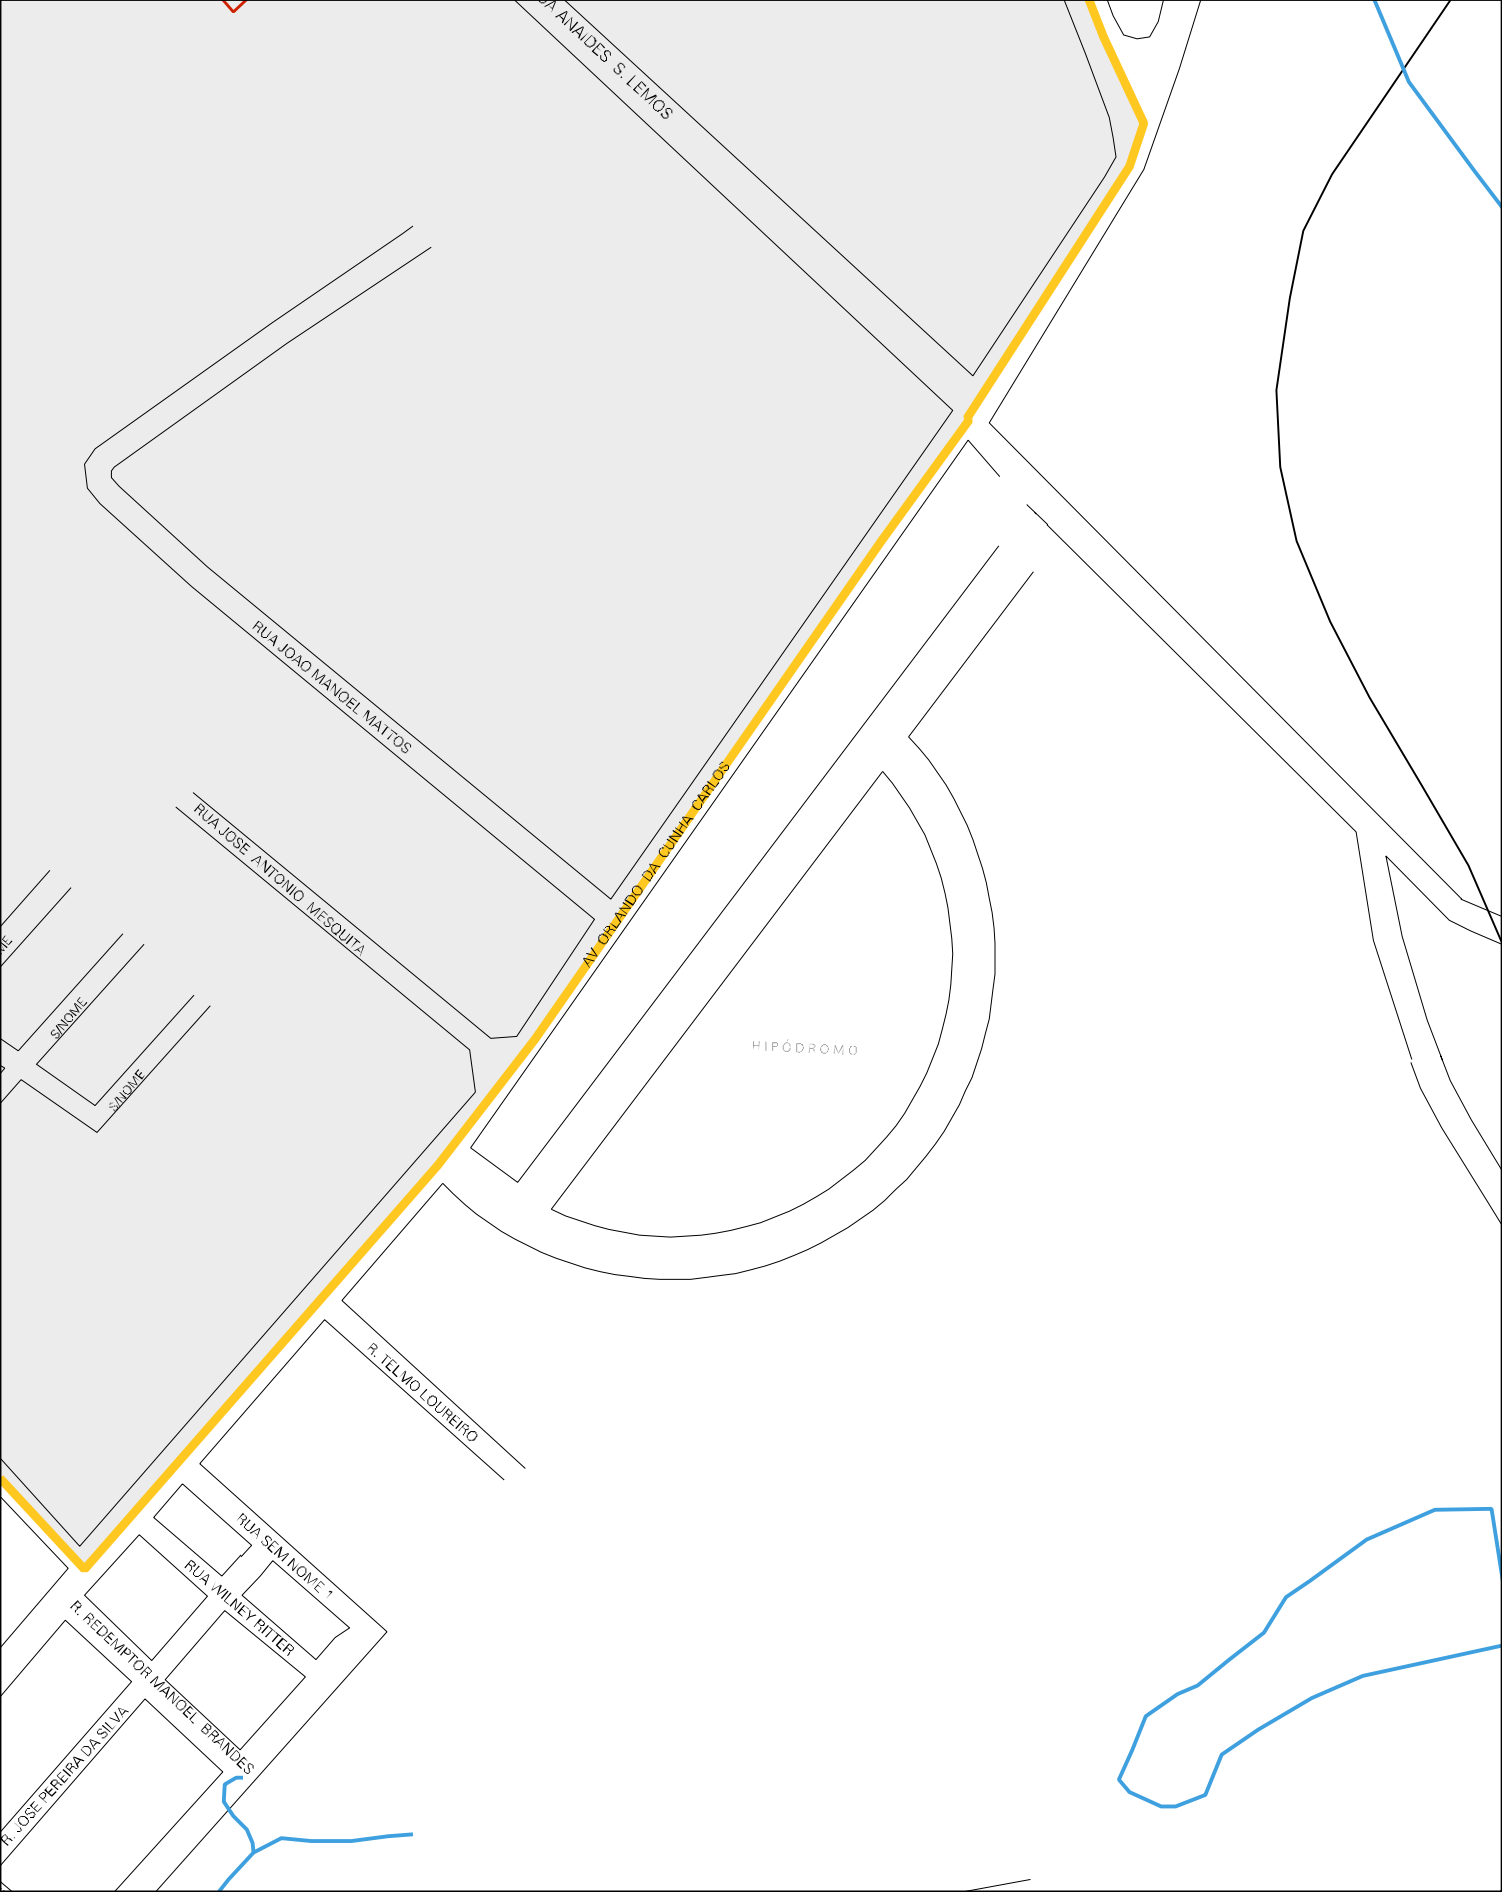 ANAIDES S. LEMOS
RUA JOAO MANOEL MATTOS
AV ORLANDO DA CUNHA CARLOS
RUA JOSE ANTONIO MESQUITA
S/NOME
S/NOME
HIPÓDROMO
R. TELMO LOUREIRO
RUA SEM NOME 1
RUA WILNEY RITTER
R. REDEMPTOR MANOEL BRANDES
R. JOSE PEREIRA DA SILVA